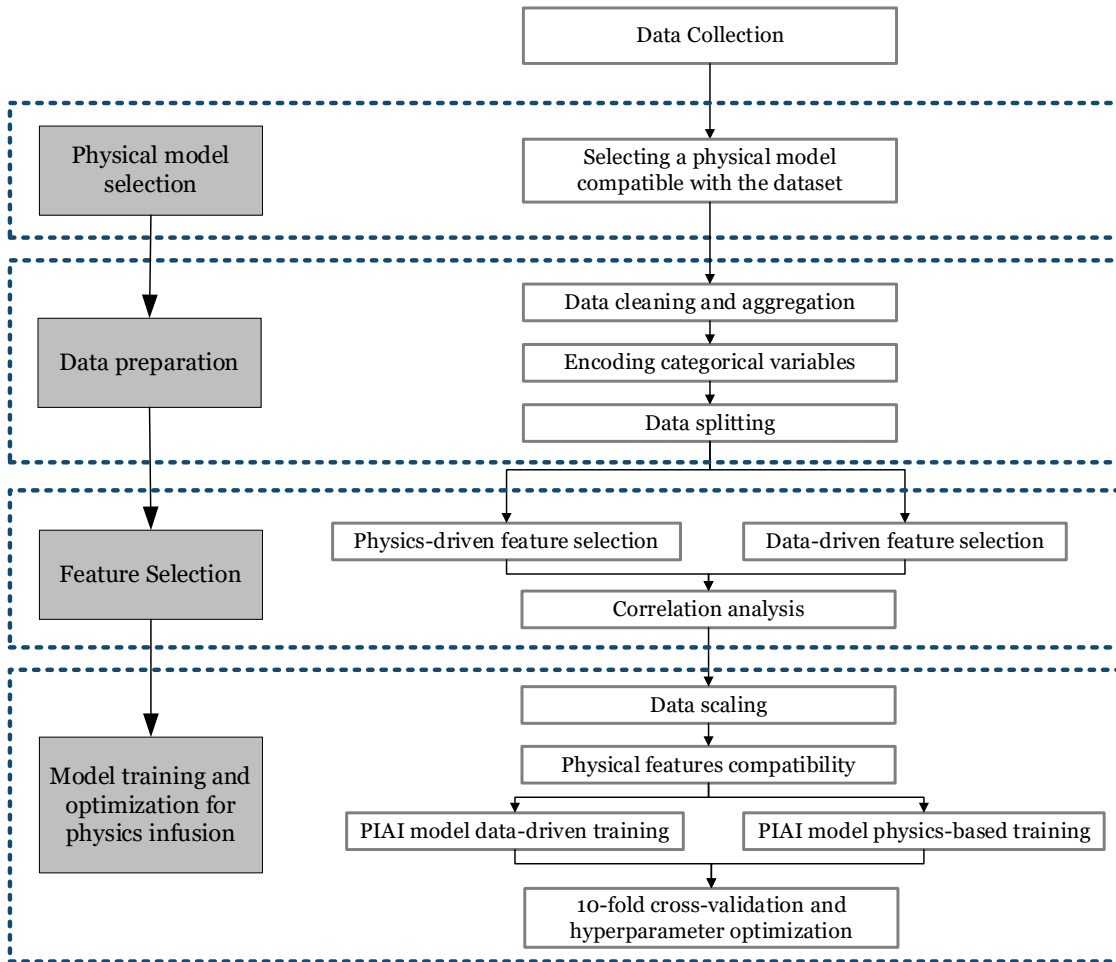 Data Collection
Physical model
selection
Selecting a physical model
compatible with the dataset
Data preparation
Data cleaning and aggregation
Encoding categorical variables
Data splitting
Feature Selection
Physics-driven feature selection
Data-driven feature selection
Correlation analysis
Model training and
optimization for
physics infusion
Data scaling
Physical features compatibility
PIAI model data-driven training
PIAI model physics-based training
10-fold cross-validation and
hyperparameter optimization